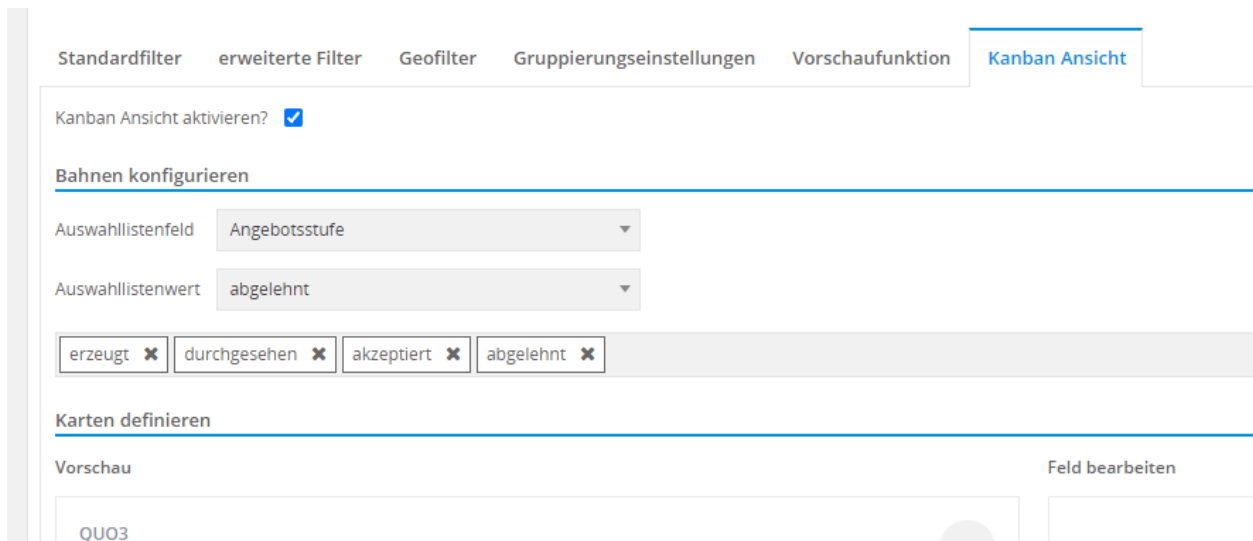 Standardfilter erweiterte Filter Geofilter Gruppierungseinstellungen Vorschaufunktion Kanban Ansicht
Kanban Ansicht aktivieren?
Bahnen konfigurieren
Auswahllistenfeld Angebotsstufe
Auswahllistenwert abgelehnt
erzeugt ✖ durchgesehen ✖ akzeptiert ✖ abgelehnt ✖
Karten definieren
Vorschau Feld bearbeiten
QUO3